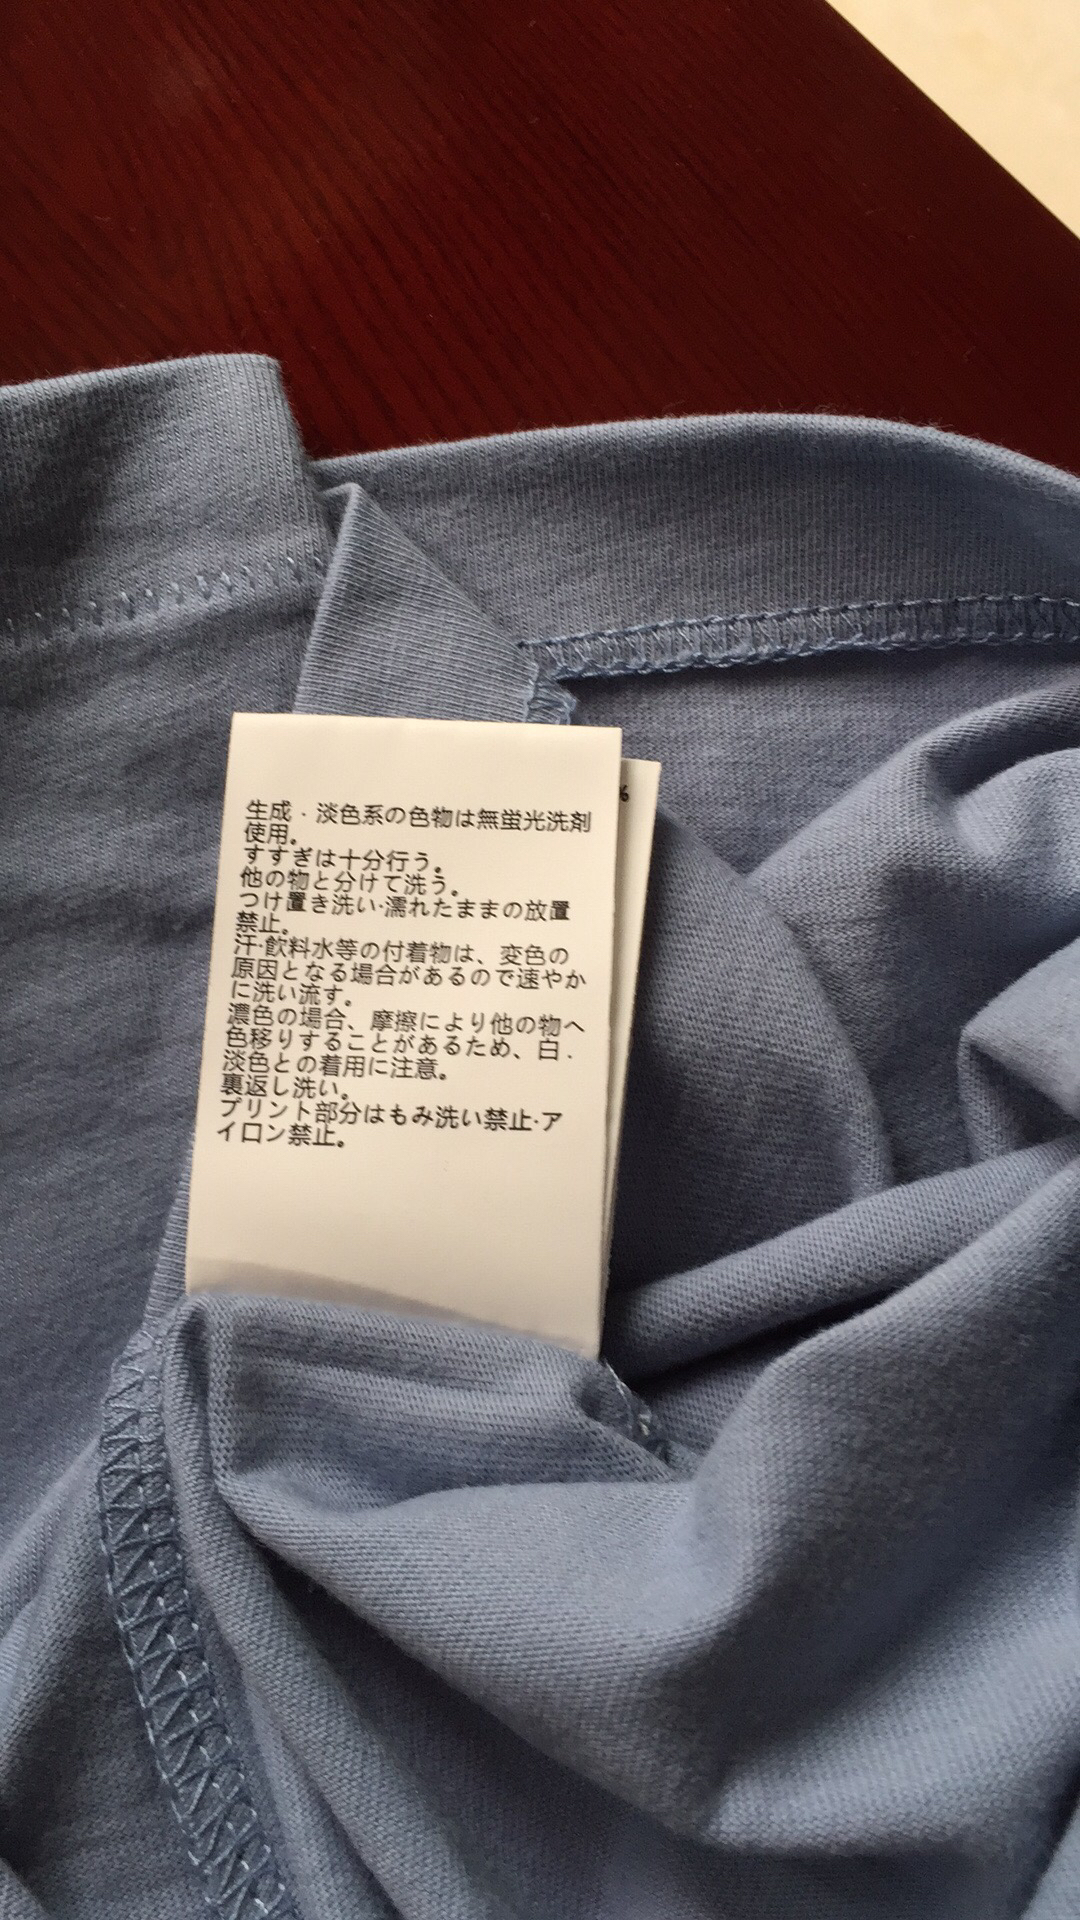 生成・淡色系の色物は無蛍光洗剤
使用。
すすぎは十分行う。
他の物と分けて洗う。
つけ置き洗い・濡れたままの放置
禁止。
汗・飲料水等の付着物は、変色の
原因となる場合があるので速やか
に洗い流す。
濃色の場合、摩擦により他の物へ
色移りすることがあるため、白．
淡色との着用に注意。
裏返し洗い。
プリント部分はもみ洗い禁止・ア
イロン禁止。
%